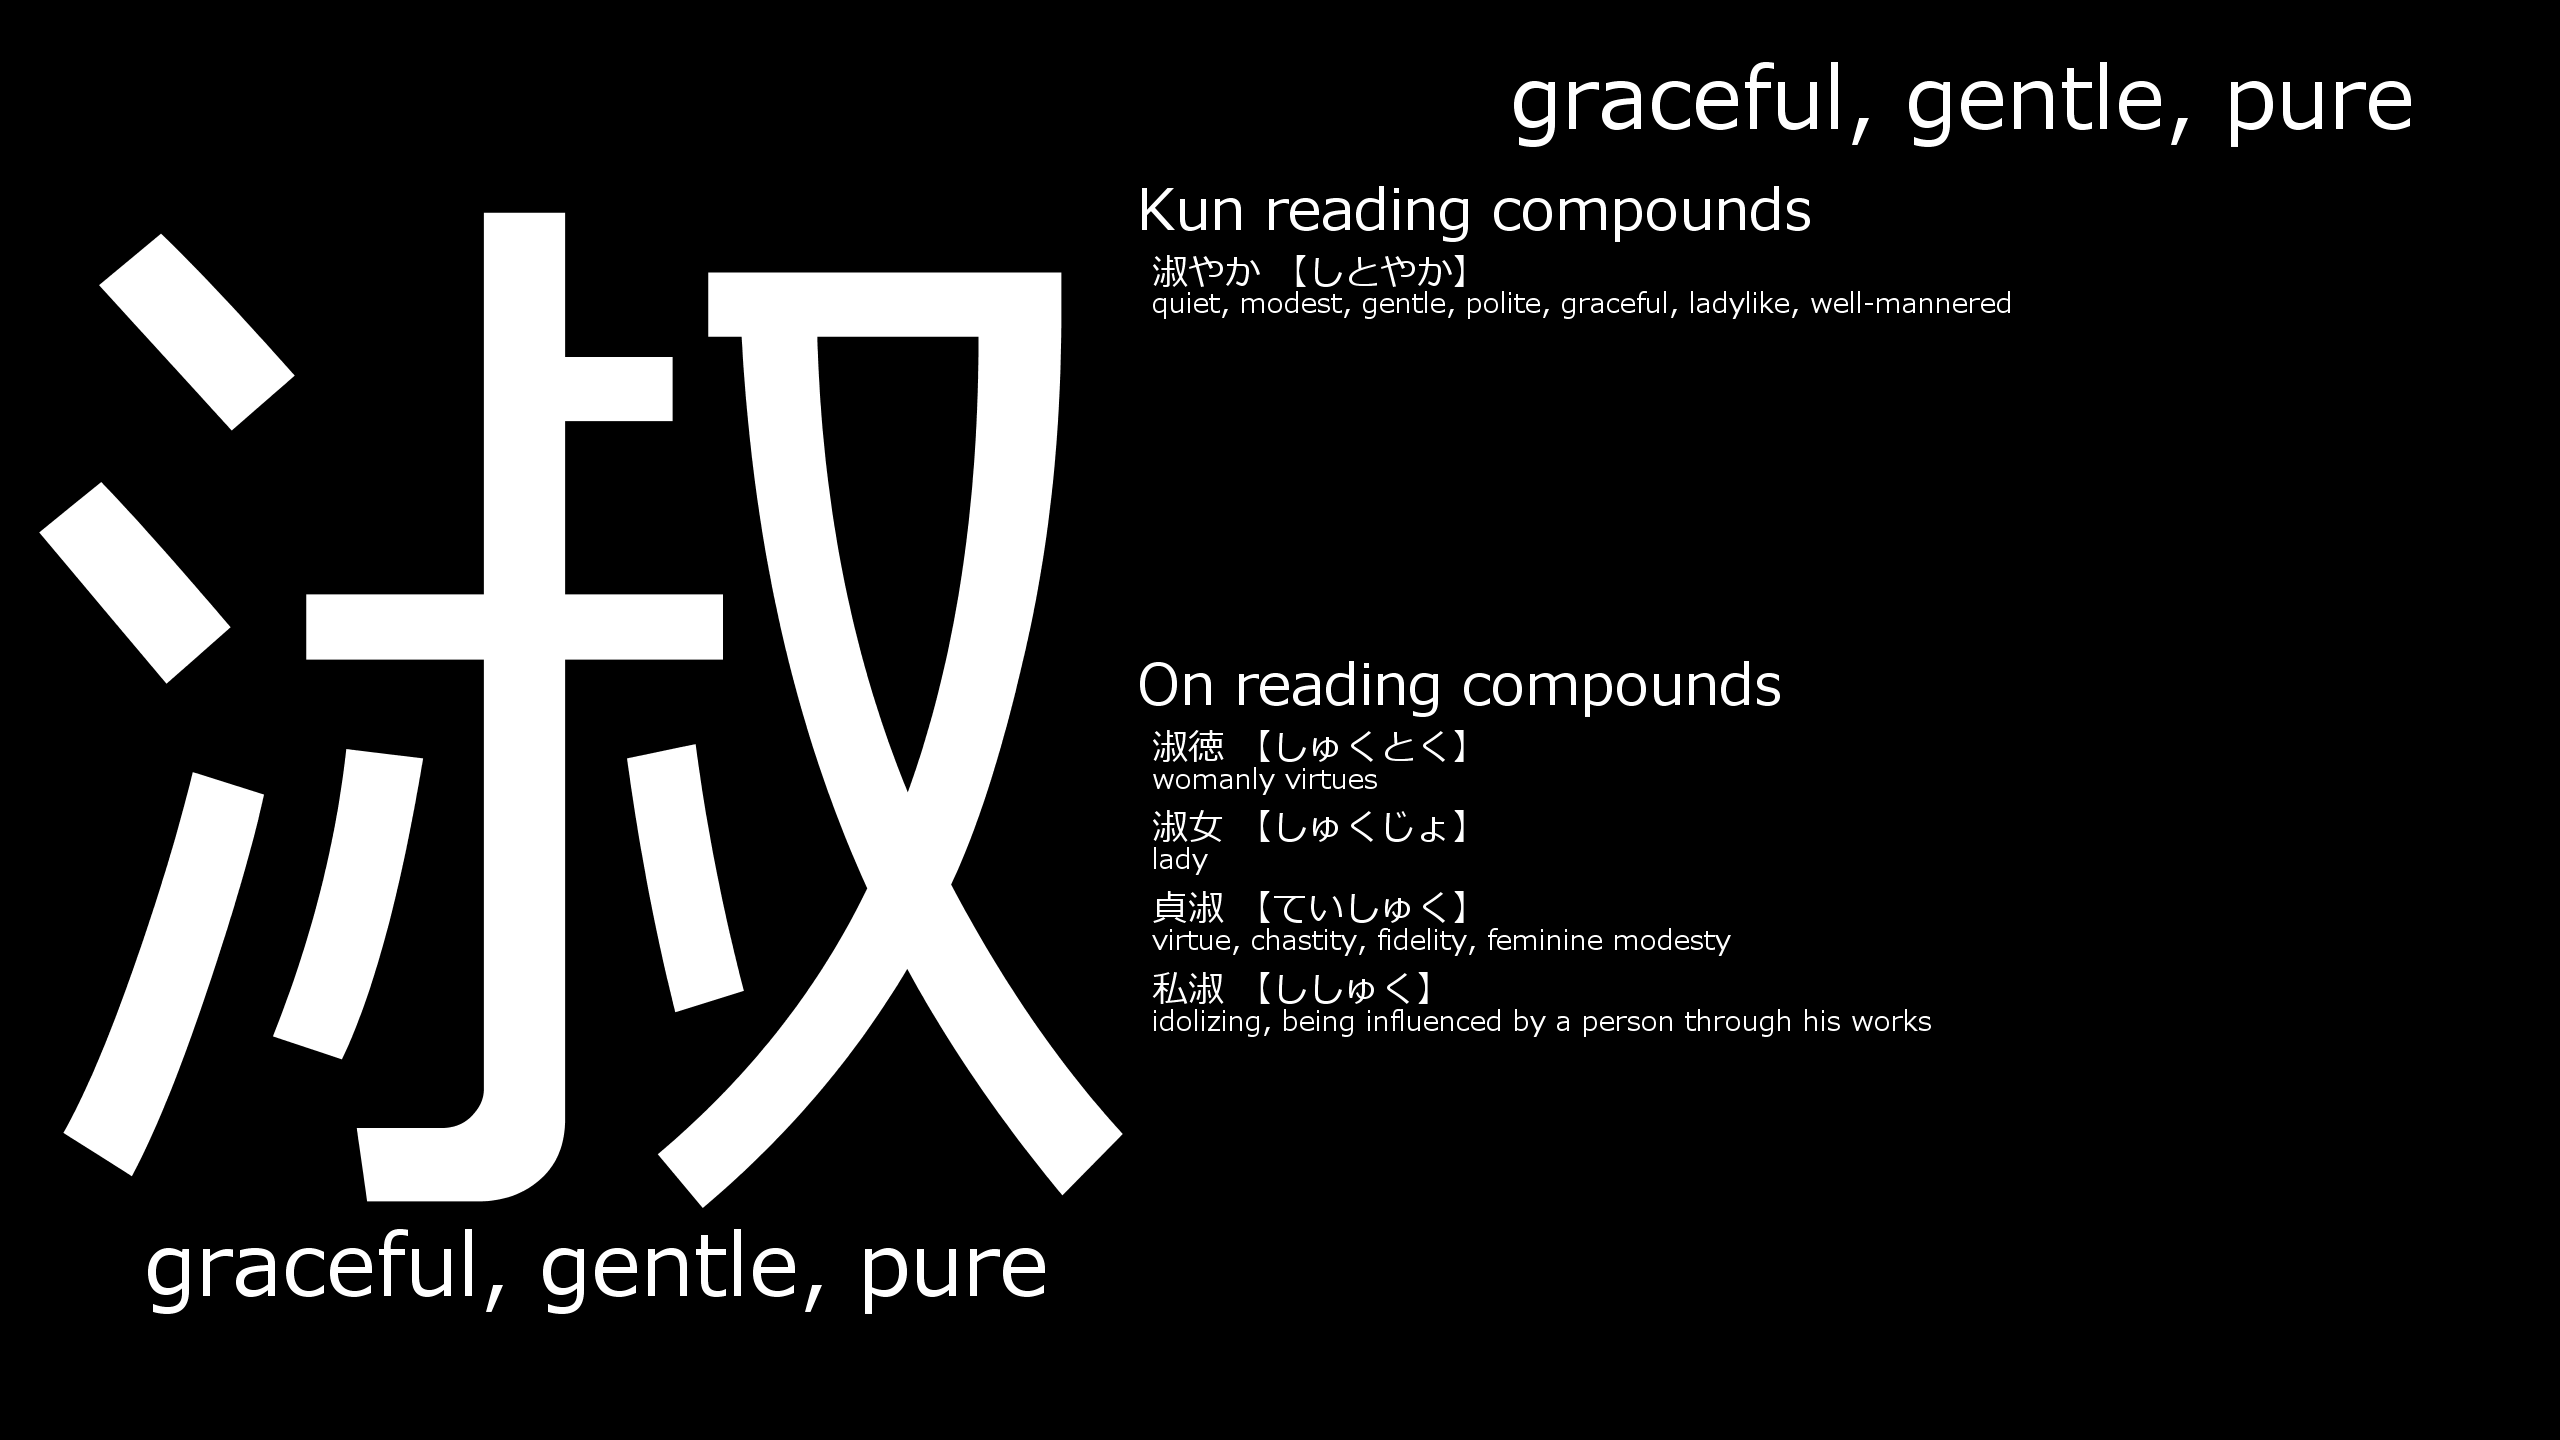 graceful, gentle, pure
淑
graceful, gentle, pure
Kun reading compounds
淑やか 【しとやか】
quiet, modest, gentle, polite, graceful, ladylike, well-mannered
On reading compounds
淑徳 【しゅくとく】
womanly virtues
淑女 【しゅくじょ】
lady
貞淑 【ていしゅく】
virtue, chastity, fidelity, feminine modesty
私淑 【ししゅく】
idolizing, being influenced by a person through his works